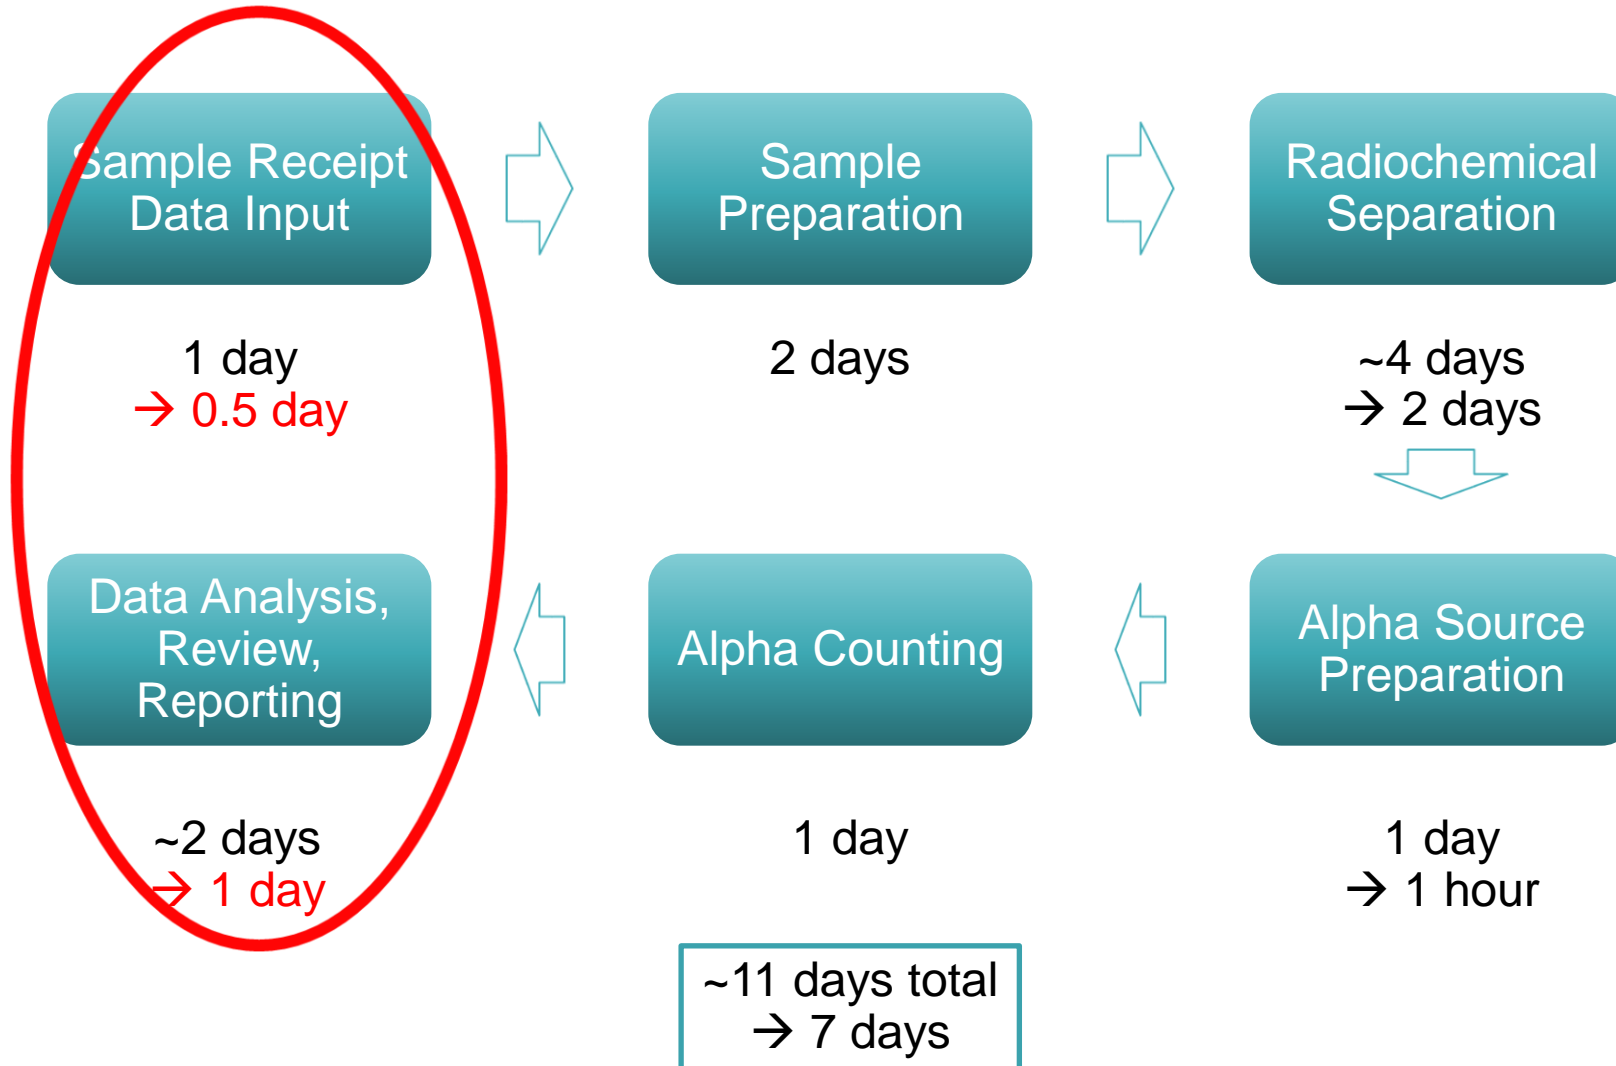 Sample Receipt
Data Input
1 day
→ 0.5 day
Sample
Preparation
2 days
Radiochemical
Separation
~4 days
→ 2 days
Alpha Source
Preparation
1 day
→ 1 hour
Alpha Counting
1 day
Data Analysis,
Review,
Reporting
~2 days
→ 1 day
~11 days total
→ 7 days